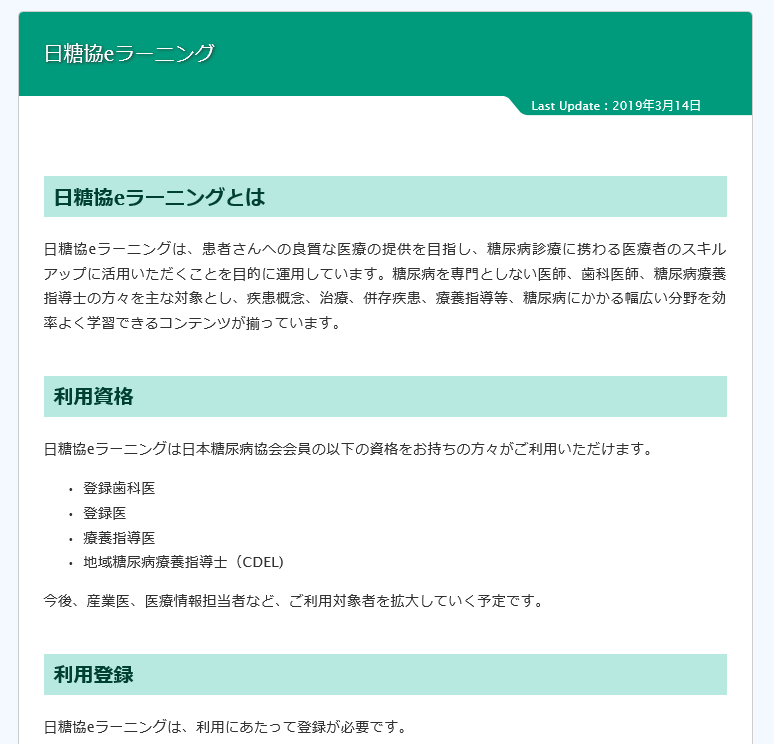 日糖協eラーニング
Last Update : 2019年3月14日
日糖協eラーニングとは
日糖協eラーニングは、患者さんへの良質な医療の提供を目指し、糖尿病診療に携わる医療者のスキル
アップに活用いただくことを目的に運用しています。糖尿病を専門としない医師、歯科医師、糖尿病療養
指導士の方々を主な対象とし、疾患概念、治療、併存疾患、療養指導等、糖尿病にかかる幅広い分野を効
率よく学習できるコンテンツが揃っています。
利用資格
日糖協eラーニングは日本糖尿病協会会員の以下の資格をお持ちの方々がご利用いただけます。
・ 登録歯科医
・ 登録医
・ 療養指導医
・ 地域糖尿病療養指導士（CDEL)
今後、産業医、医療情報担当者など、ご利用対象者を拡大していく予定です。
利用登録
日糖協eラーニングは、利用にあたって登録が必要です。